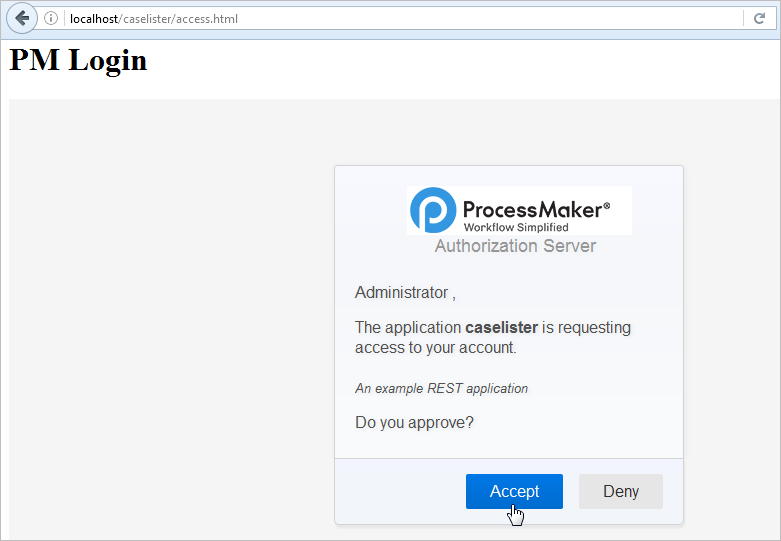 localhost/caselister/access.html
PM Login
ProcessMaker®
Workflow Simplified
Authorization Server
Administrator ,
The application caselister is requesting
access to your account.
An example REST application
Do you approve?
Accept Deny